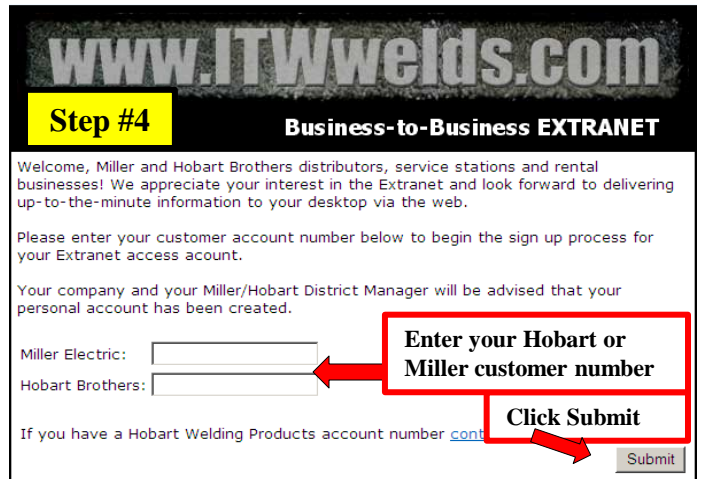 www.ITWwelds.com
Step #4
Business-to-Business EXTRANET
Welcome, Miller and Hobart Brothers distributors, service stations and rental
businesses! We appreciate your interest in the Extranet and look forward to delivering
up-to-the-minute information to your desktop via the web.
Please enter your customer account number below to begin the sign up process for
your Extranet access acount.
Your company and your Miller/Hobart District Manager will be advised that your
personal account has been created.
Enter your Hobart or
Miller customer number
Miller Electric:
Hobart Brothers:
Click Submit
If you have a Hobart Welding Products account number
Submit